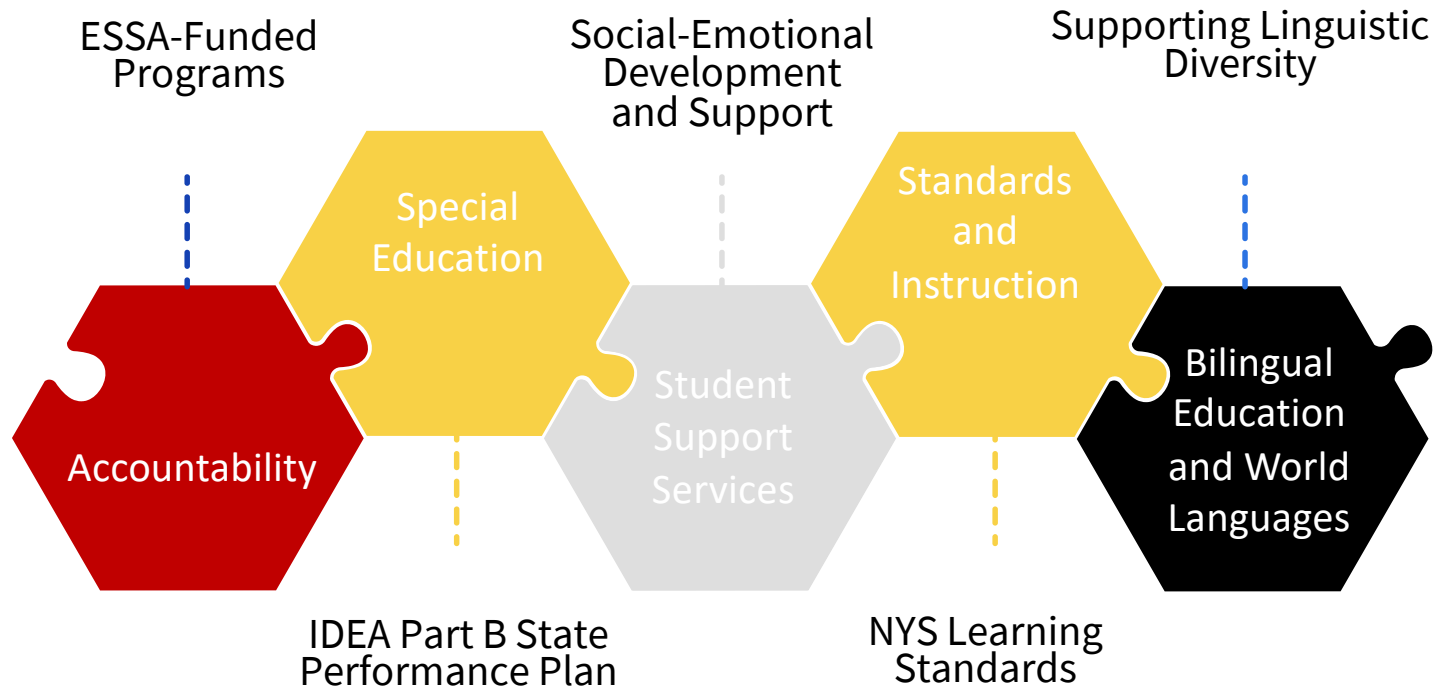 ESSA-Funded
Programs
Social-Emotional
Development
and Support
Supporting Linguistic
Diversity
Special
Education
Standards
and
Instruction
Accountability
Student
Support
Services
Bilingual
Education
and World
Languages
IDEA Part B State
Performance Plan
NYS Learning
Standards